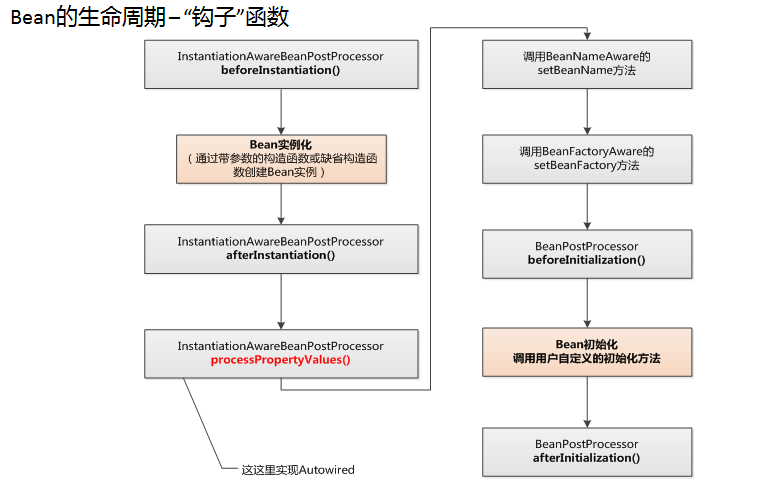 Bean的生命周期–“钩子”函数
InstantiationAwareBeanPostProcessor
beforeInstantiation()
Bean实例化
（通过带参数的构造函数或缺省构造函
数创建Bean实例）
InstantiationAwareBeanPostProcessor
afterInstantiation()
InstantiationAwareBeanPostProcessor
processPropertyValues()
这这里实现Autowired
调用BeanNameAware的
setBeanName方法
调用BeanFactoryAware的
setBeanFactory方法
BeanPostProcessor
beforeInitialization()
Bean初始化
调用用户自定义的初始化方法
BeanPostProcessor
afterInitialization()